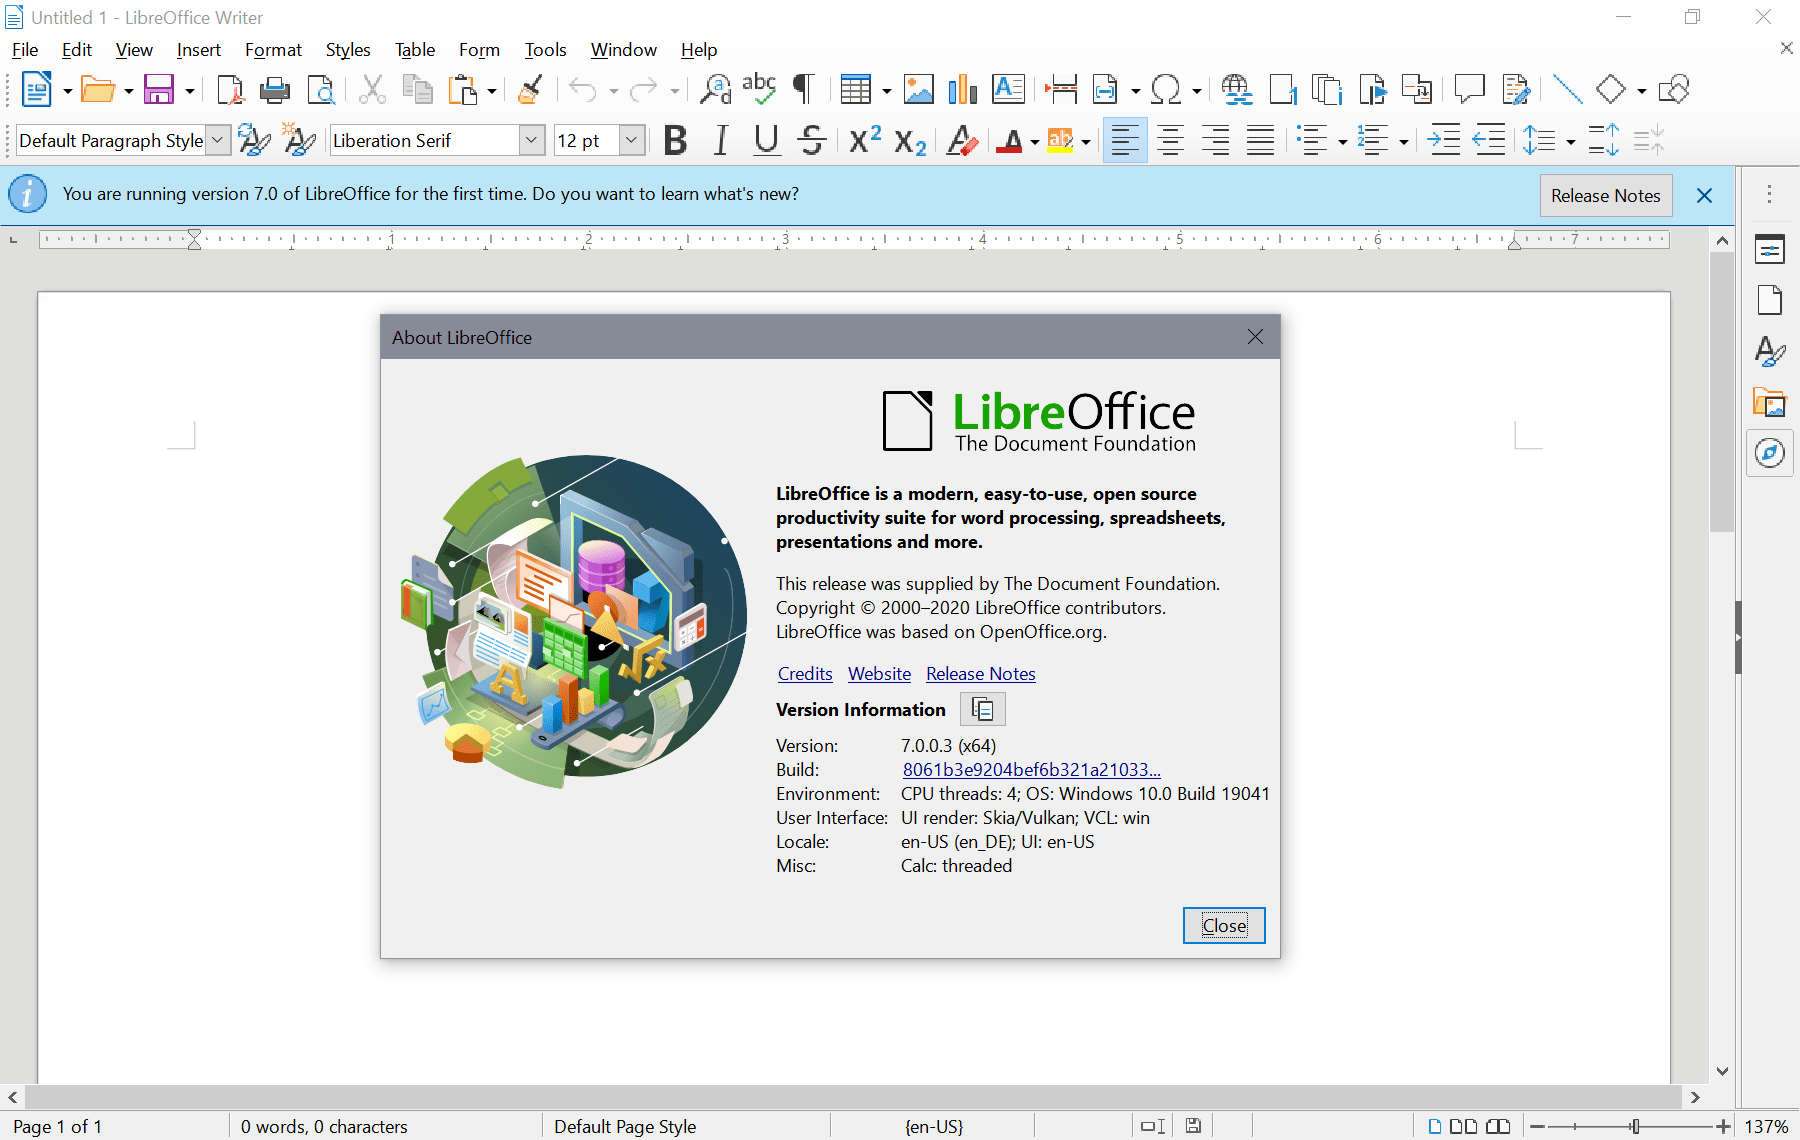 Untitled 1 - LibreOffice Writer
File Edit View Insert Format Styles Table Form Tools Window Help
Default Paragraph Style Liberation Serif 12 pt
You are running version 7.0 of LibreOffice for the first time. Do you want to learn what's new? Release Notes
1 2 3 4 5 6 7
About LibreOffice
LibreOffice
The Document Foundation
LibreOffice is a modern, easy-to-use, open source
productivity suite for word processing, spreadsheets,
presentations and more.
This release was supplied by The Document Foundation.
Copyright © 2000–2020 LibreOffice contributors.
LibreOffice was based on OpenOffice.org.
Credits Website Release Notes
Version Information
Version: 7.0.0.3 (x64)
Build: 8061b3e9204bef6b321a21033...
Environment: CPU threads: 4; OS: Windows 10.0 Build 19041
User Interface: UI render: Skia/Vulkan; VCL: win
Locale: en-US (en_DE); UI: en-US
Misc: Calc: threaded
Close
Page 1 of 1 0 words, 0 characters Default Page Style {en-US} 137%